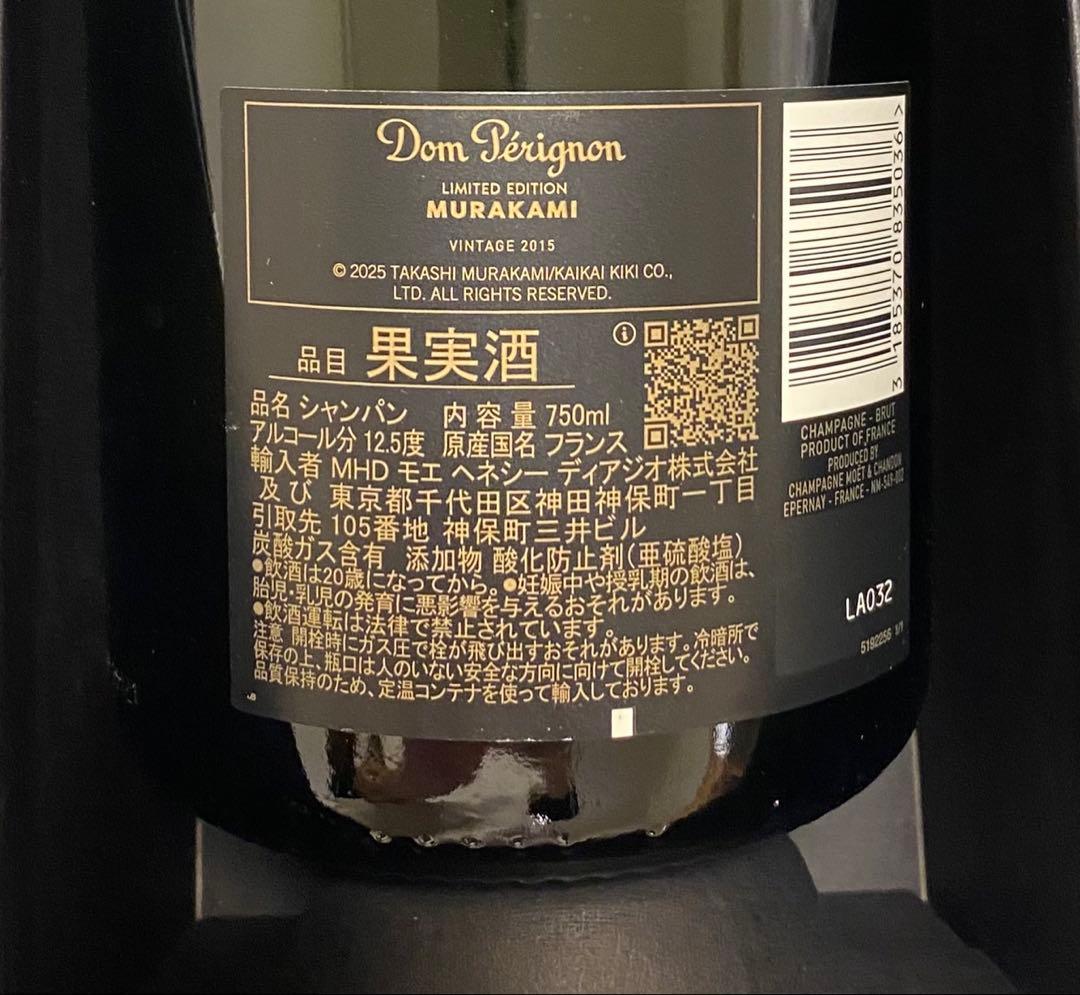 Dom Pérignon
LIMITED EDITION
MURAKAMI
VINTAGE 2015
© 2025 TAKASHI MURAKAMI/KAIKAI KIKI CO.,
LTD. ALL RIGHTS RESERVED.
品目 果実酒
品名 シャンパン 内容量 750ml
アルコール分 12.5度 原産国名 フランス
輸入者 MHD モエ ヘネシー ディアジオ株式会社
及び 東京都千代田区神田神保町一丁目
引取先 105番地 神保町三井ビル
炭酸ガス含有 添加物 酸化防止剤(亜硫酸塩)
●飲酒は20歳になってから。●妊娠中や授乳期の飲酒は、
胎児・乳児の発育に悪影響を与えるおそれがあります。
●飲酒運転は法律で禁止されています。
注意 開栓時にガス圧で栓が飛び出すおそれがあります。冷暗所で
保存の上、瓶口は人のいない安全な方向に向けて開栓してください。
品質保持のため、定温コンテナを使って輸入しております。
3 185370 835036 >
CHAMPAGNE - BRUT
PRODUCT OF FRANCE
PRODUCED BY
CHAMPAGNE MOËT & CHANDON
EPERNAY - FRANCE - NM-549-002
LA032
5192256 1/1